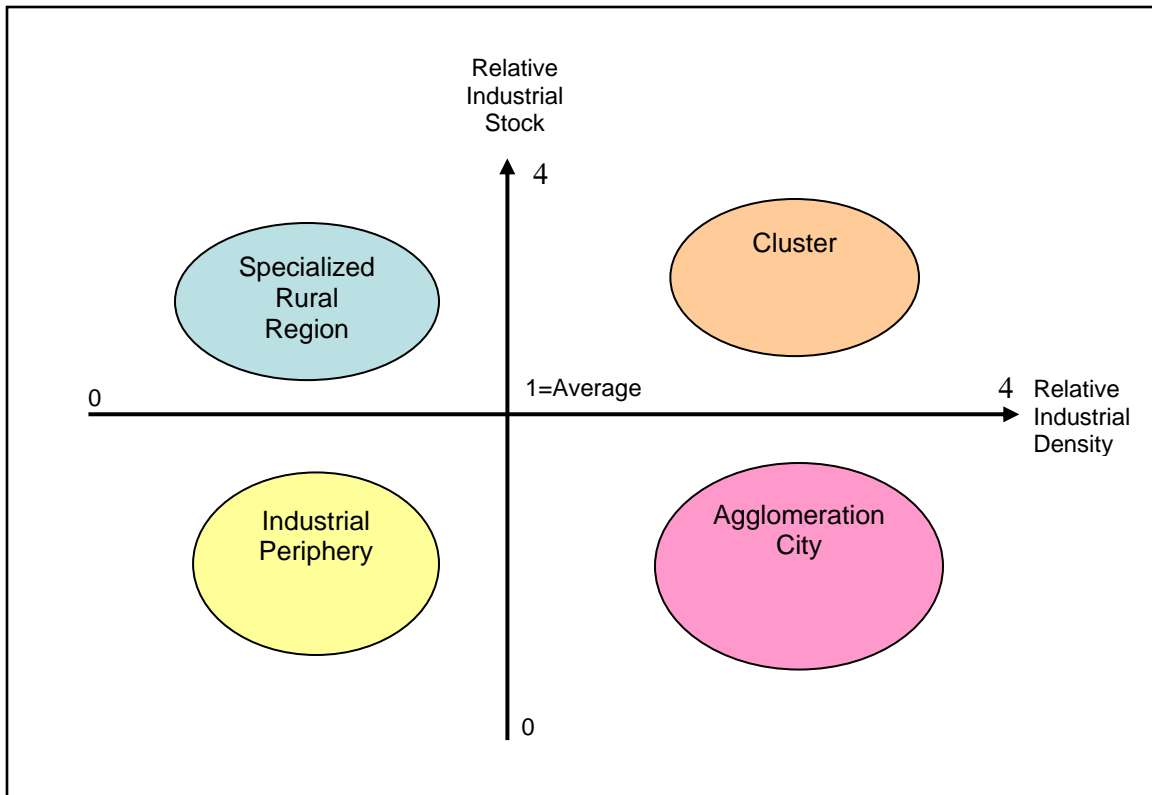 Relative
Industrial
Stock
4
Cluster
Specialized
Rural
Region
1=Average
0
4
Relative
Industrial
Density
Industrial
Periphery
Agglomeration
City
0